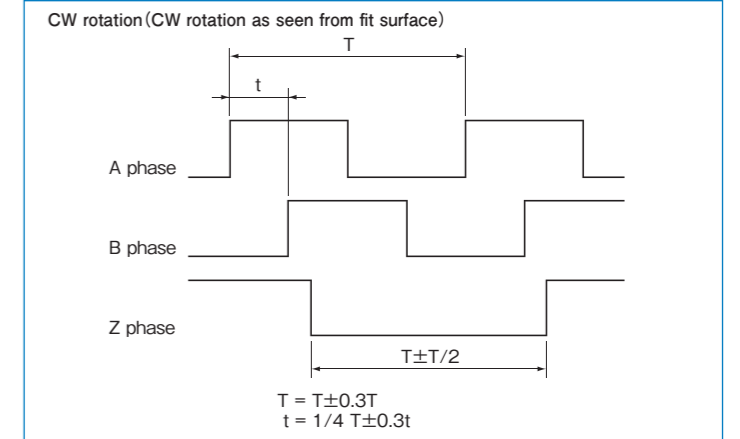 CW rotation(CW rotation as seen from fit surface)
T
t
A phase
B phase
Z phase
T±T/2
T = T±0.3T
t = 1/4 T±0.3t